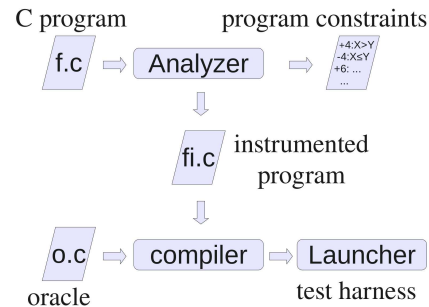 C program
program constraints
f.c
Analyzer
+4:X>Y
-4:X≤Y
+6: ...
...
fi.c
instrumented
program
o.c
compiler
Launcher
oracle
test harness